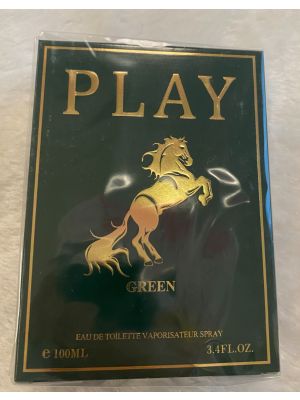 PLAY
GREEN
EAU DE TOILETTE VAPORISATEUR SPRAY
℮ 100ML 3.4FL.OZ.